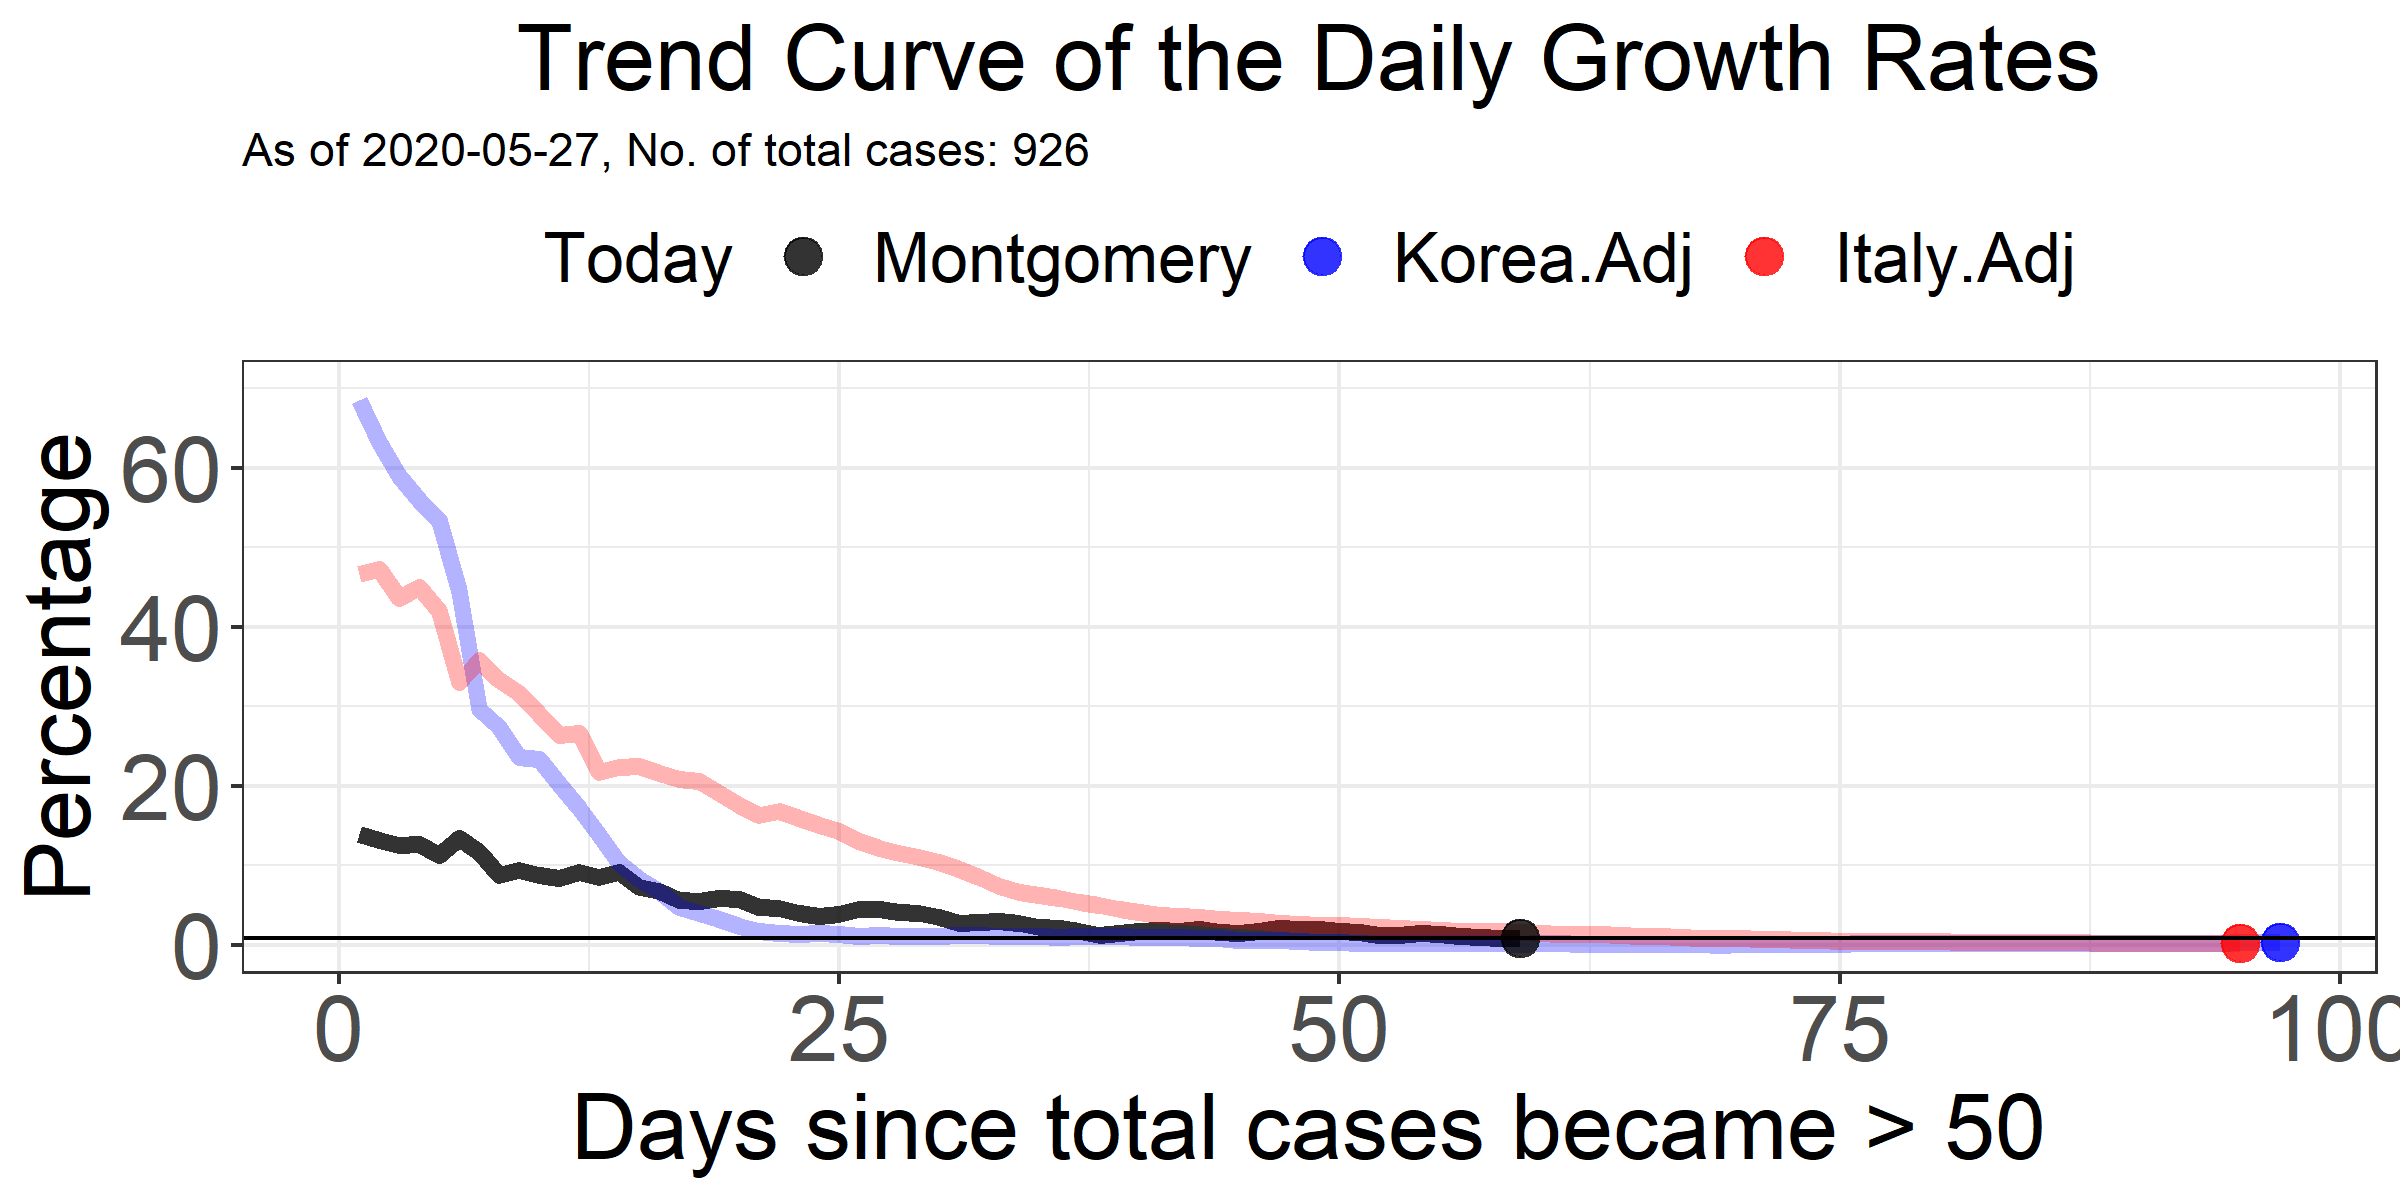 Trend Curve of the Daily Growth Rates
As of 2020-05-27, No. of total cases: 926
Today Montgomery Korea.Adj Italy.Adj
Percentage
60
40
20
0
0 25 50 75 100
Days since total cases became > 50